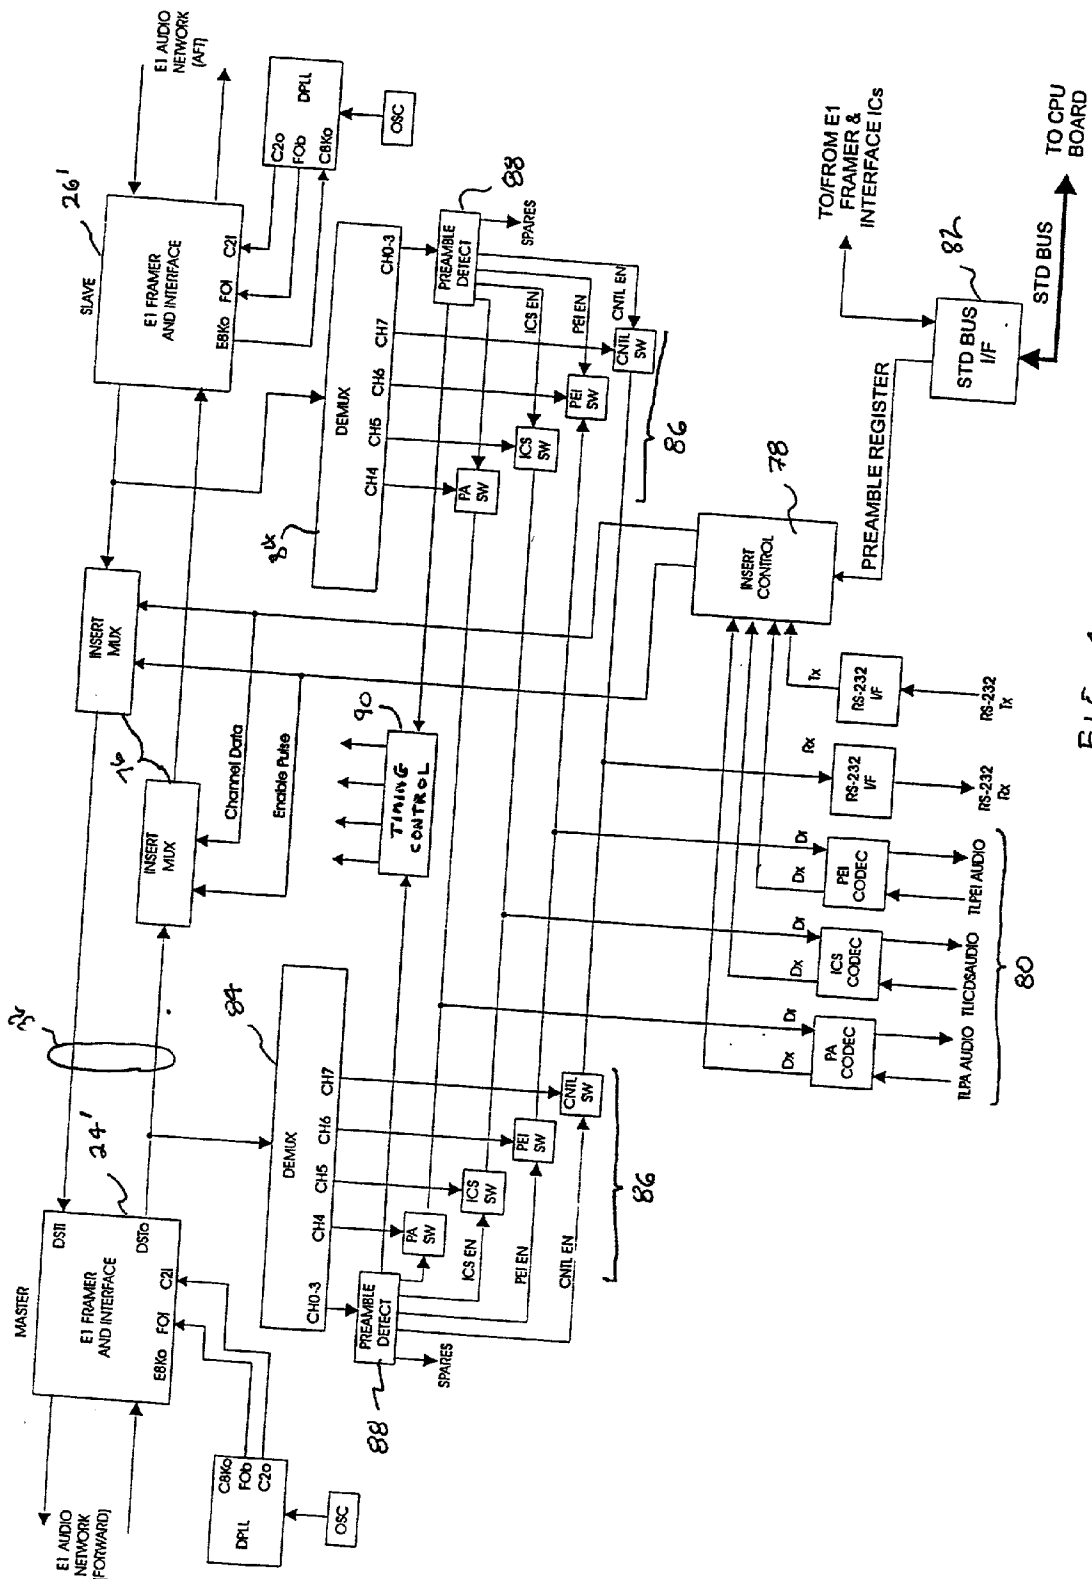 E1 AUDIO
NETWORK
(FORWARD)
MASTER
E1 FRAMER
AND INTERFACE
DSTi
DSTo
E8Ko
FOi
C2i
24'
DPLL
C8Ko
FOb
C2o
OSC
84
DEMUX
CH0-3
CH4
CH5
CH6
CH7
PREAMBLE
DETECT
88
SPARES
PA
SW
ICS
SW
PEI
SW
CNTL
SW
ICS EN
PEI EN
CNTL EN
86
INSERT
MUX
INSERT
MUX
76
Channel Data
Enable Pulse
90
TIMING
CONTROL
SLAVE
26'
E1 FRAMER
AND INTERFACE
E8Ko
FOi
C2i
E1 AUDIO
NETWORK
(AFT)
DPLL
C2o
FOb
C8Ko
OSC
DEMUX
CH4
CH5
CH6
CH7
CH0-3
PREAMBLE
DETECT
88
SPARES
PA
SW
ICS
SW
PEI
SW
CNTL
SW
ICS EN
PEI EN
CNTL EN
86
PA
CODEC
Dx
Dr
ICS
CODEC
Dx
Dr
PEI
CODEC
Dx
Dr
TLPA AUDIO
TLICDSAUDIO
TLPEI AUDIO
80
RS-232
I/F
Rx
RS-232
Rx
RS-232
I/F
Tx
RS-232
Tx
INSERT
CONTROL
78
PREAMBLE REGISTER
STD BUS
I/F
82
TO/FROM E1
FRAMER &
INTERFACE ICs
STD BUS
TO CPU
BOARD